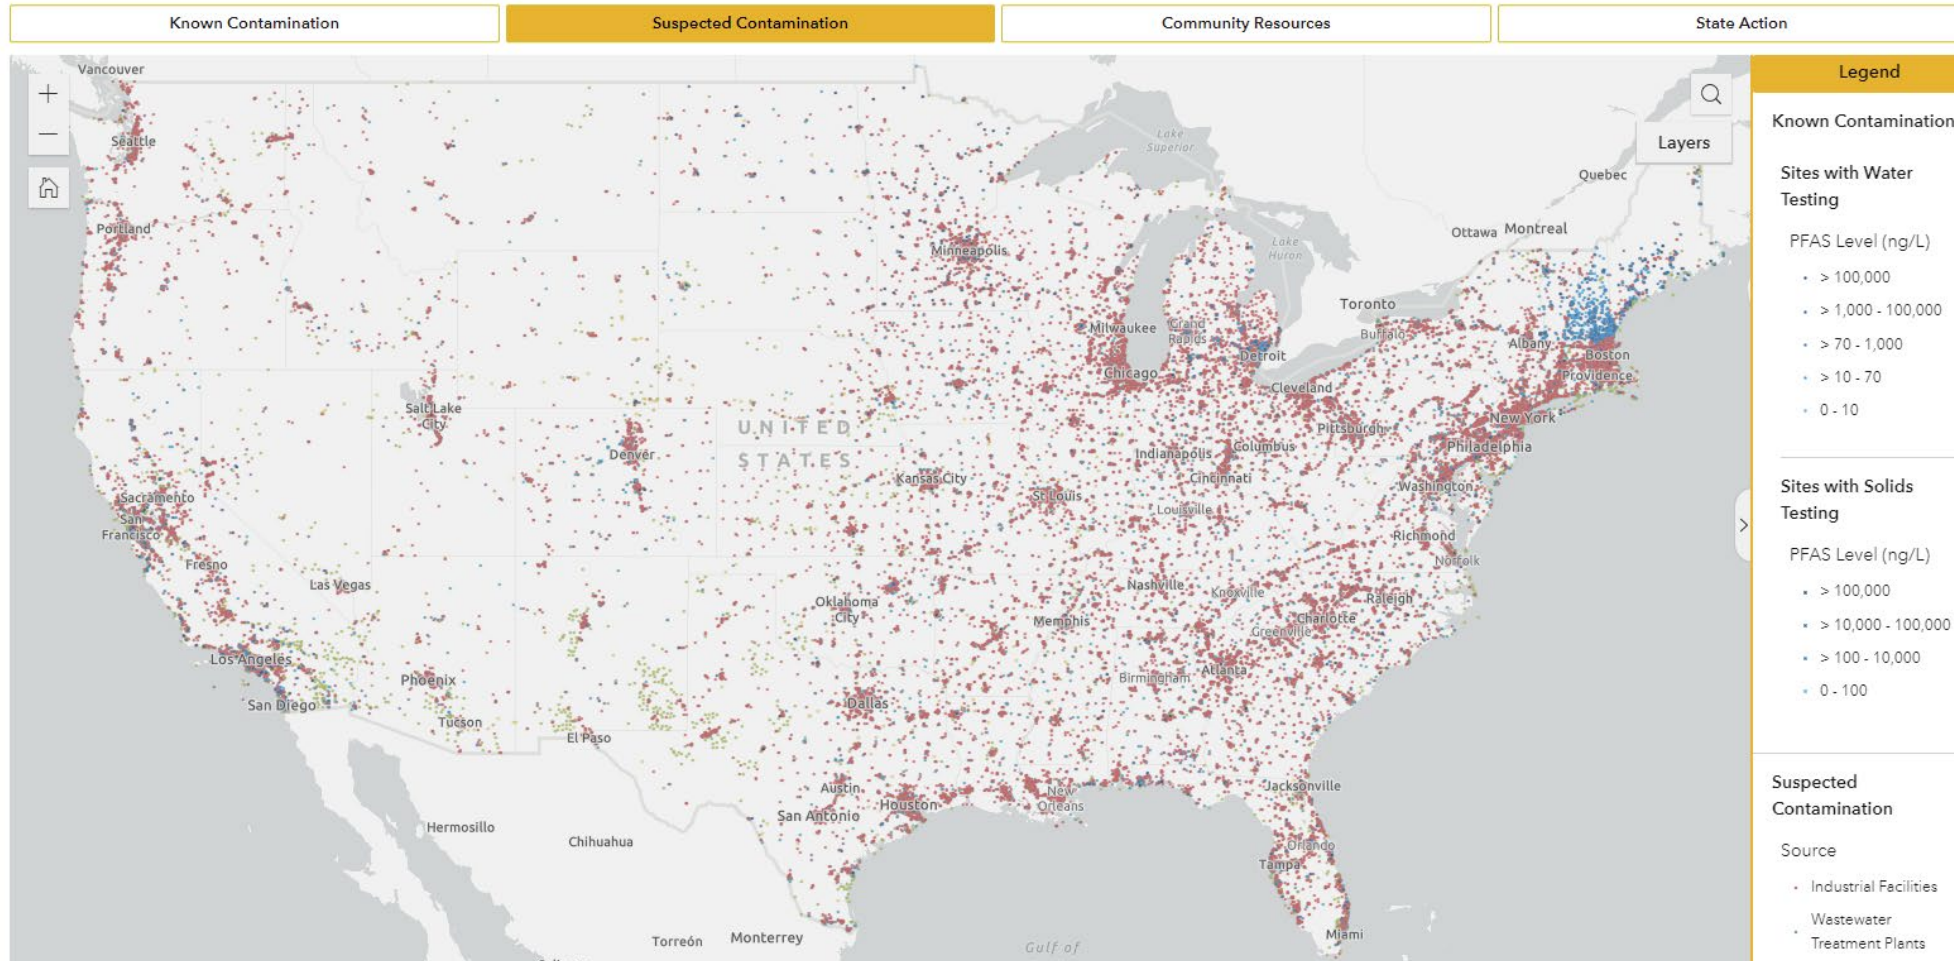 Known Contamination
Suspected Contamination
Community Resources
State Action
Vancouver
Seattle
Portland
Lake
Superior
Layers
Quebec
Ottawa
Montreal
Minneapolis
Lake
Huron
Toronto
Milwaukee
Grand
Rapids
Buffalo
Albany
Boston
Detroit
Providence
Chicago
Cleveland
Salt Lake
City
New York
UNITED
STATES
Pittsburgh
Philadelphia
Denver
Indianapolis
Columbus
Kansas City
Cincinnati
Washington
Sacramento
San
Francisco
St Louis
Louisville
Richmond
Norfolk
Fresno
Las Vegas
Nashville
Knoxville
Raleigh
Oklahoma
City
Memphis
Charlotte
Greenville
Los Angeles
Phoenix
Atlanta
Birmingham
San Diego
Dallas
Tucson
El Paso
Austin
Houston
New
Orleans
Jacksonville
San Antonio
Hermosillo
Chihuahua
Orlando
Tampa
Torreón
Monterrey
Gulf of
Miami
Legend
Known Contamination
Sites with Water
Testing
PFAS Level (ng/L)
> 100,000
> 1,000 - 100,000
> 70 - 1,000
> 10 - 70
0 - 10
Sites with Solids
Testing
PFAS Level (ng/L)
> 100,000
> 10,000 - 100,000
> 100 - 10,000
0 - 100
Suspected
Contamination
Source
Industrial Facilities
Wastewater
Treatment Plants